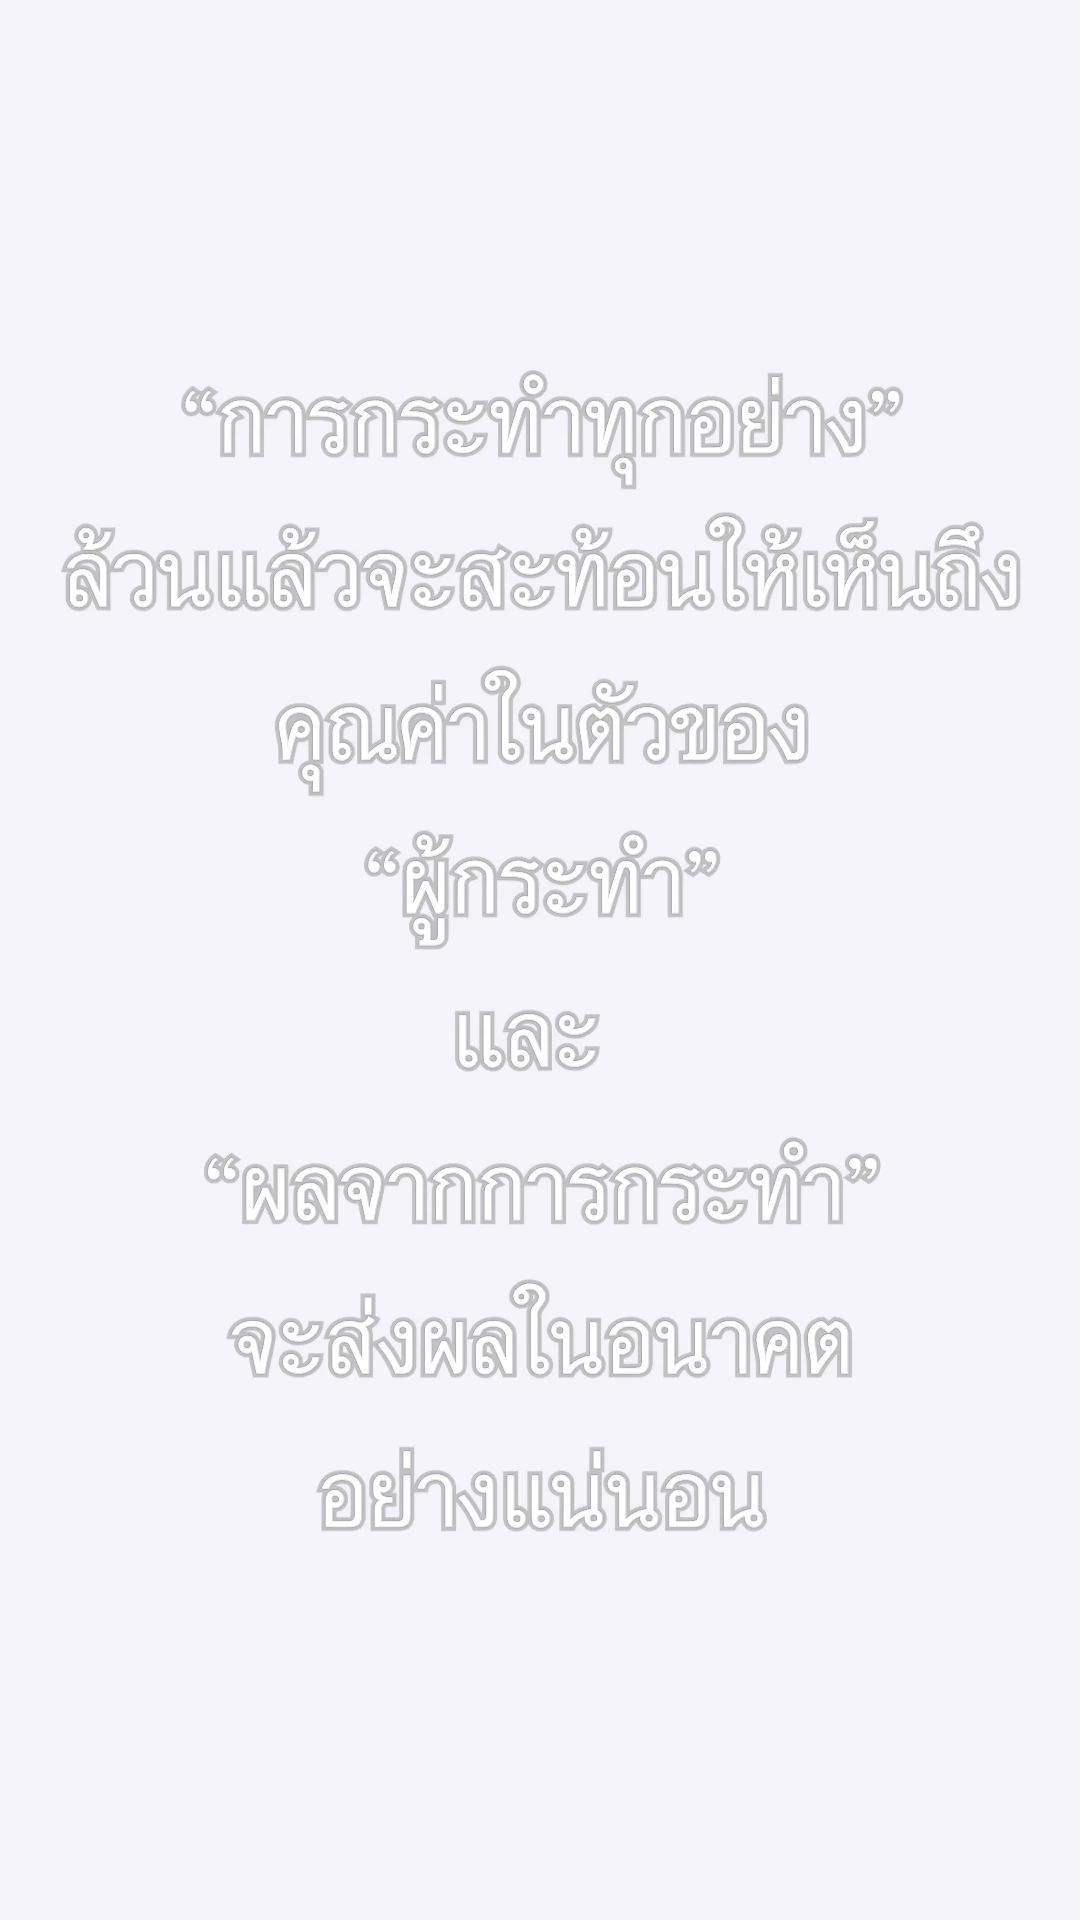 “การกระทำทุกอย่าง”
ล้วนแล้วจะสะท้อนให้เห็นถึง
คุณค่าในตัวของ
“ผู้กระทำ”
และ
“ผลจากการกระทำ”
จะส่งผลในอนาคต
อย่างแน่นอน